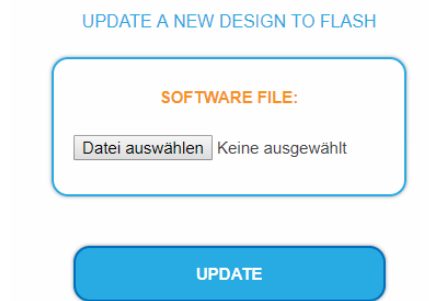 UPDATE A NEW DESIGN TO FLASH
SOFTWARE FILE:
Datei auswählen Keine ausgewählt
UPDATE